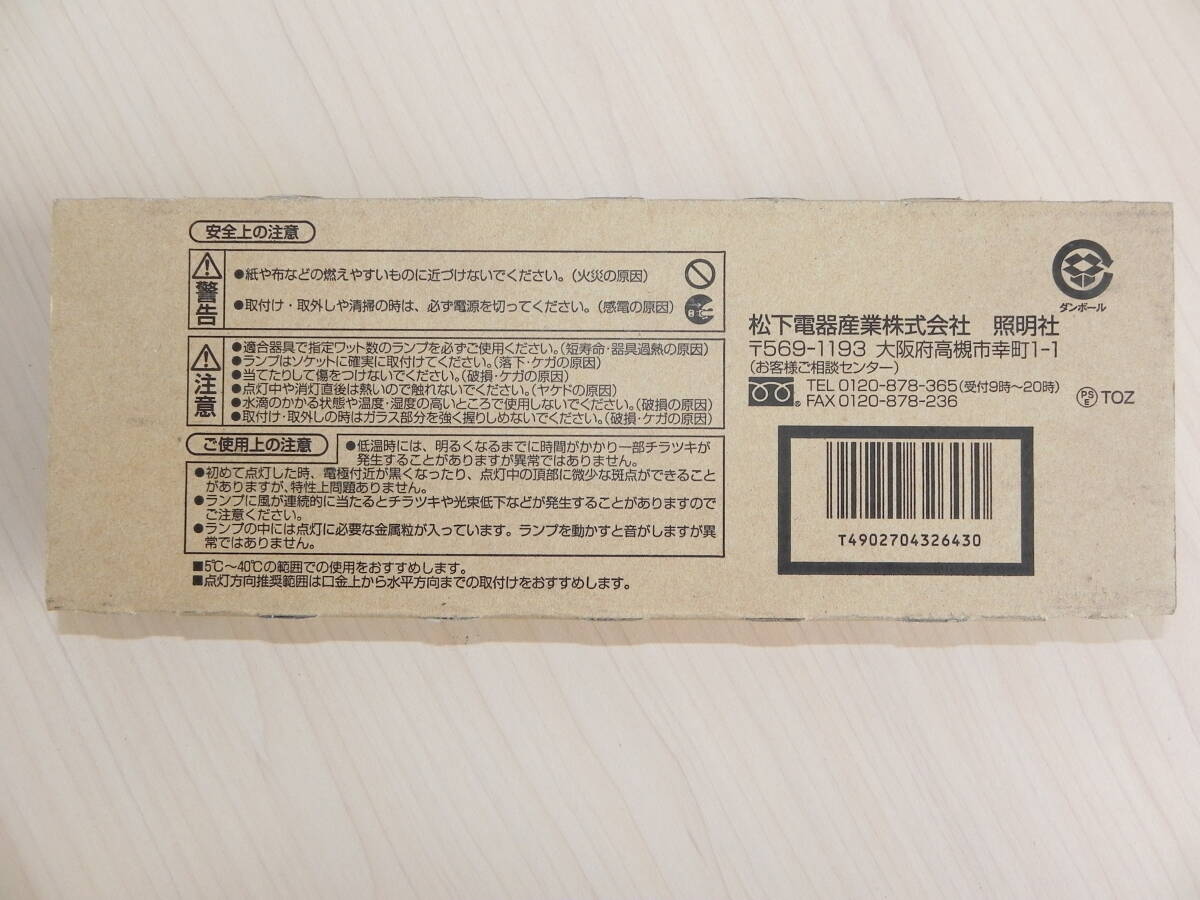 安全上の注意
警告
●紙や布などの燃えやすいものに近づけないでください。(火災の原因)
●取付け・取外しや清掃の時は、必ず電源を切ってください。(感電の原因)
注意
●適合器具で指定ワット数のランプを必ずご使用ください。(短寿命・器具過熱の原因)
●ランプはソケットに確実に取付けてください。(落下・ケガの原因)
●当てたりして傷をつけないでください。(破損・ケガの原因)
●点灯中や消灯直後は熱いので触れないでください。(ヤケドの原因)
●水滴のかかる状態や温度・湿度の高いところで使用しないでください。(破損の原因)
●取付け・取外しの時はガラス部分を強く握りしめないでください。(破損・ケガの原因)
ご使用上の注意
●低温時には、明るくなるまでに時間がかかり一部チラツキが
発生することがありますが異常ではありません。
●初めて点灯した時、電極付近が黒くなったり、点灯中の頂部に微少な斑点ができること
がありますが、特性上問題ありません。
●ランプに風が連続的に当たるとチラツキや光束低下などが発生することがありますので
ご注意ください。
●ランプの中には点灯に必要な金属粒が入っています。ランプを動かすと音がしますが異
常ではありません。
■5℃〜40℃の範囲での使用をおすすめします。
■点灯方向推奨範囲は口金上から水平方向までの取付けをおすすめします。
ダンボール
松下電器産業株式会社 照明社
〒569-1193 大阪府高槻市幸町1-1
(お客様ご相談センター)
TEL 0120-878-365(受付9時〜20時)
FAX 0120-878-236
PSE TOZ
T4902704326430